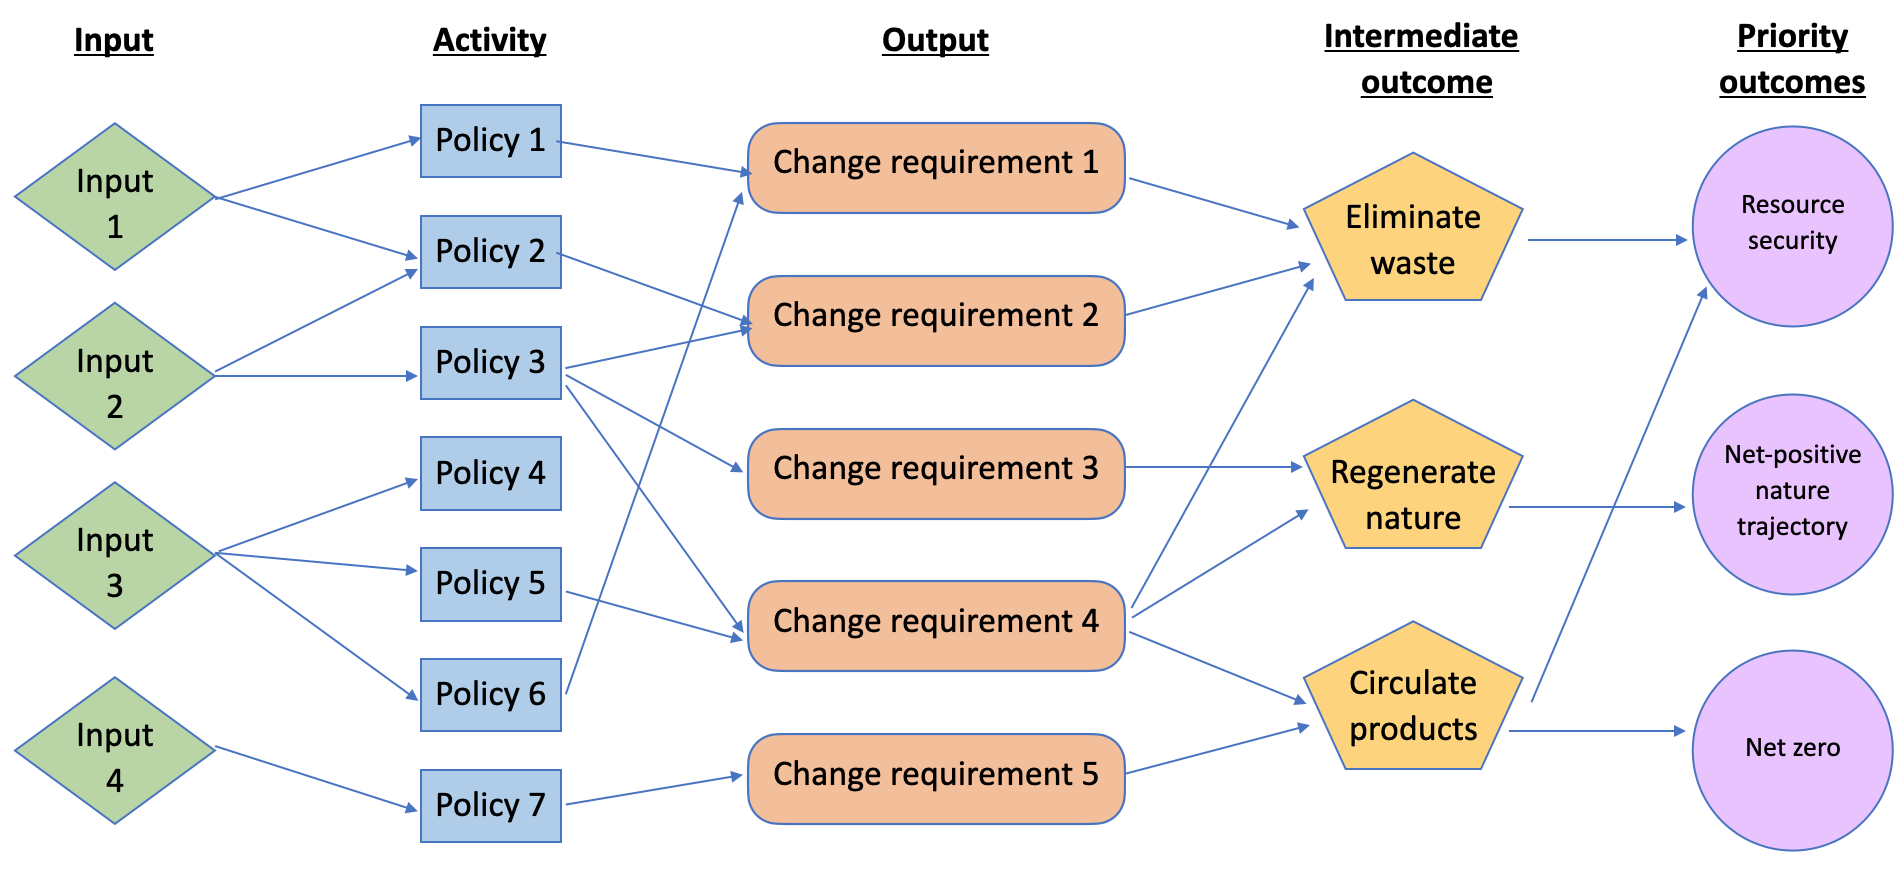 Input
Activity
Output
Intermediate
outcome
Priority
outcomes
Input
1
Input
2
Input
3
Input
4
Policy 1
Policy 2
Policy 3
Policy 4
Policy 5
Policy 6
Policy 7
Change requirement 1
Change requirement 2
Change requirement 3
Change requirement 4
Change requirement 5
Eliminate
waste
Regenerate
nature
Circulate
products
Resource
security
Net-positive
nature
trajectory
Net zero